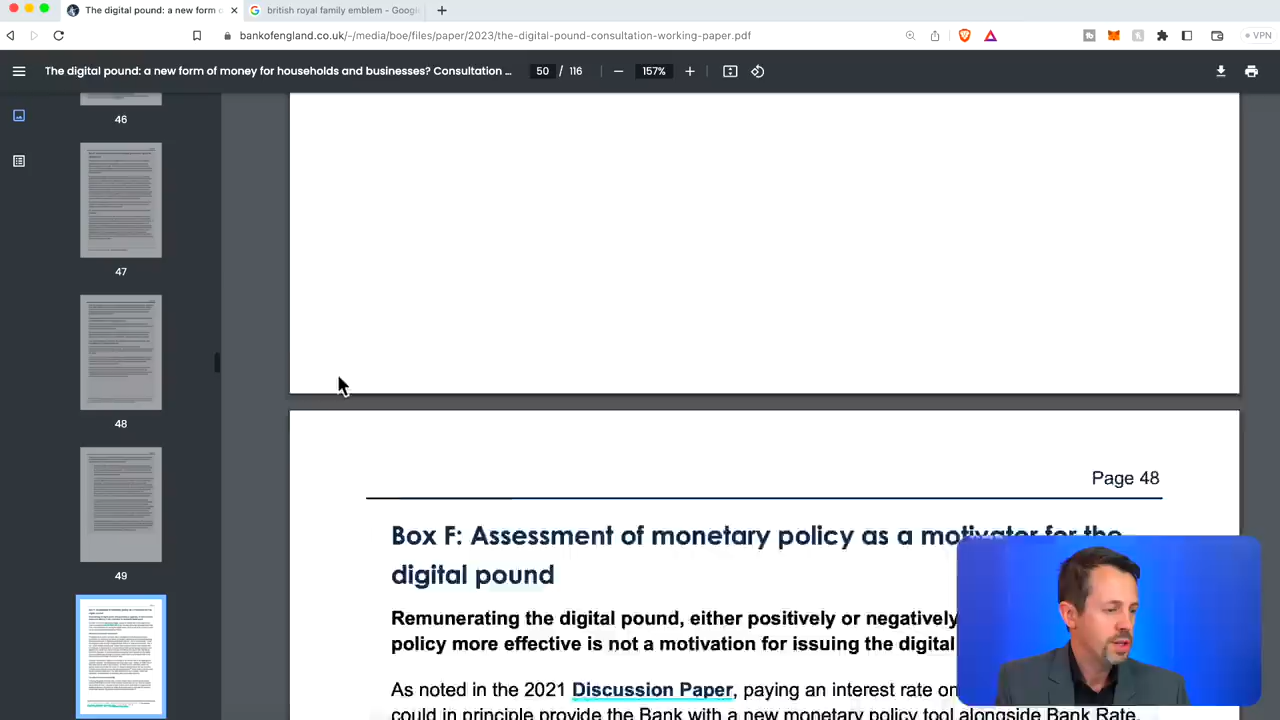 The digital pound: a new form o
british royal family emblem - Google
bankofengland.co.uk/-/media/boe/files/paper/2023/the-digital-pound-consultation-working-paper.pdf
VPN
The digital pound: a new form of money for households and businesses? Consultation ...
50 / 116
157%
46
47
48
49
Page 48
Box F: Assessment of monetary policy as a motivator for the
digital pound
Remunerating the digital pound, either positively or negatively
policy more effective is not a motivation for issuing the digital
As noted in the 2021 Discussion Paper, paying an interest rate on
could in principle provide the Bank with a new monetary policy tool alongside Bank Rate.